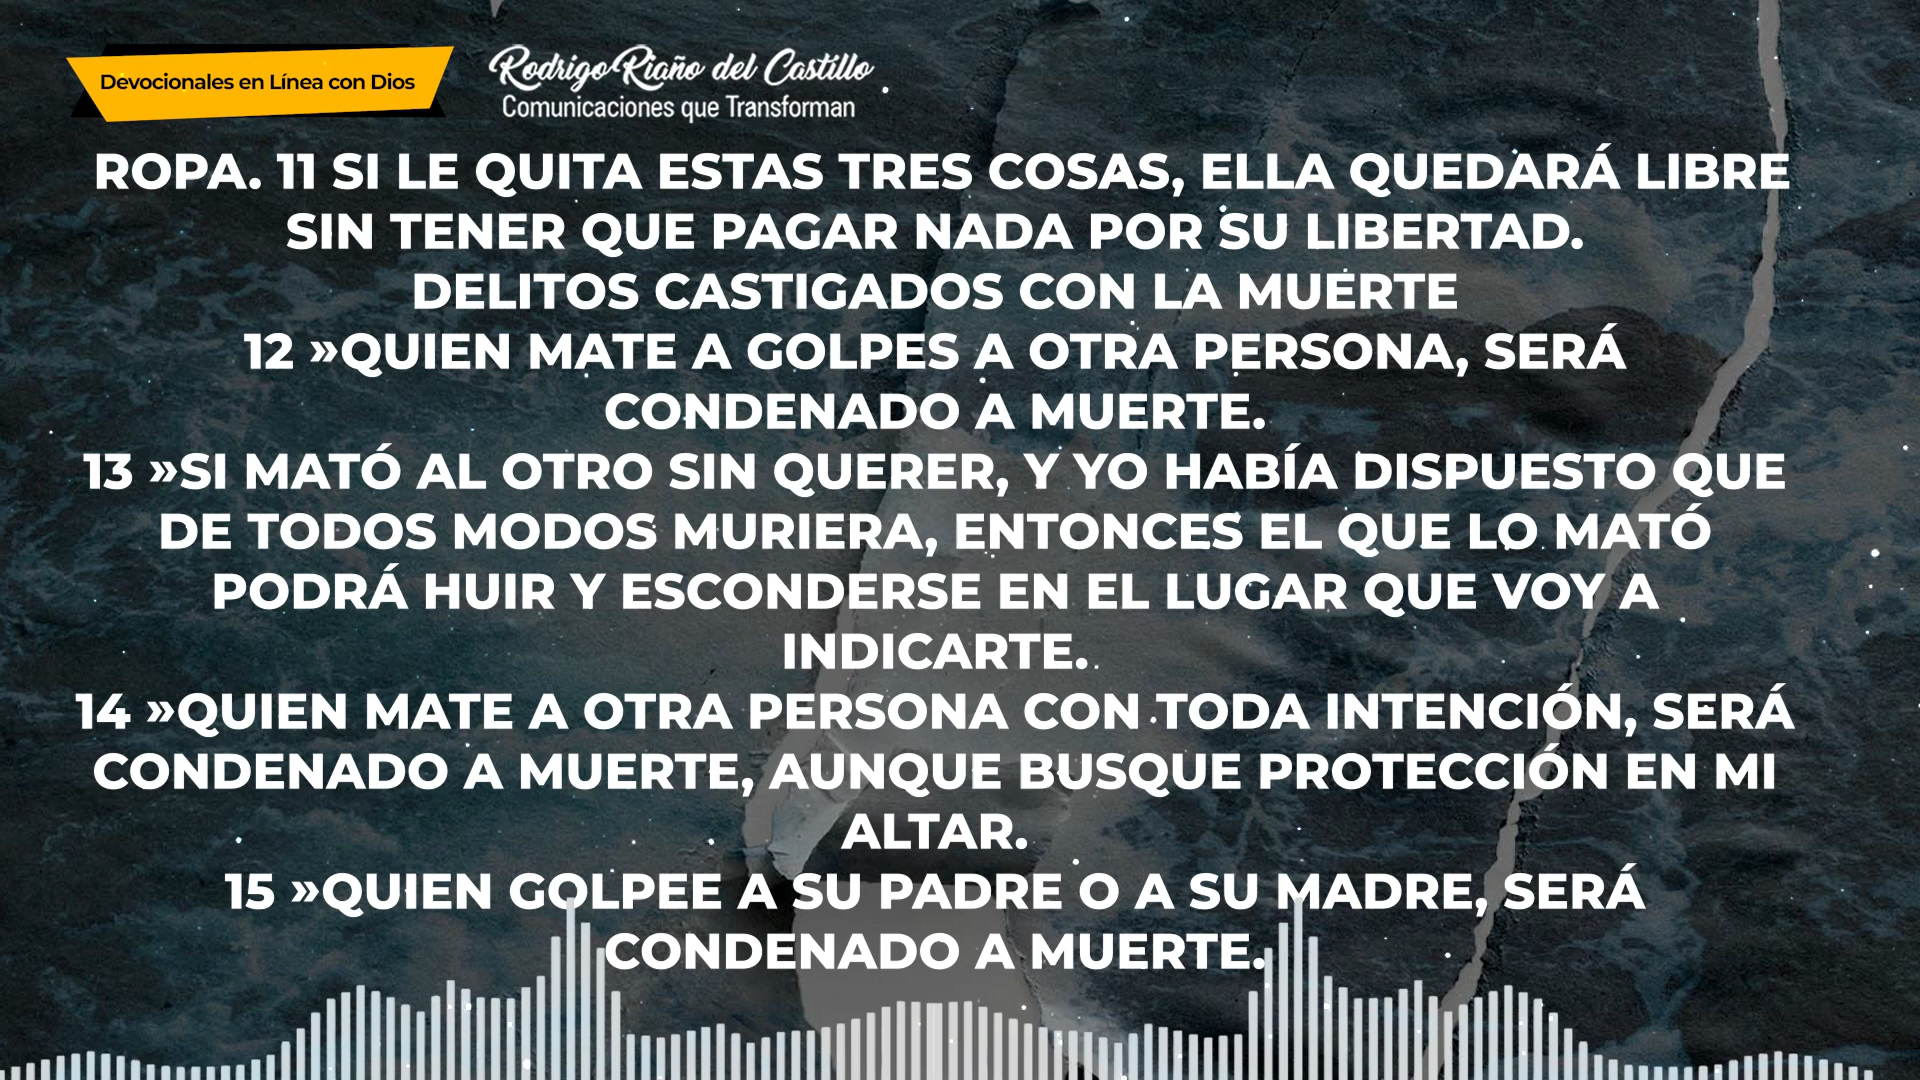 Devocionales en Línea con Dios
Rodrigo Riaño del Castillo
Comunicaciones que Transforman
ROPA. 11 SI LE QUITA ESTAS TRES COSAS, ELLA QUEDARÁ LIBRE
SIN TENER QUE PAGAR NADA POR SU LIBERTAD.
DELITOS CASTIGADOS CON LA MUERTE
12 »QUIEN MATE A GOLPES A OTRA PERSONA, SERÁ
CONDENADO A MUERTE.
13 »SI MATÓ AL OTRO SIN QUERER, Y YO HABÍA DISPUESTO QUE
DE TODOS MODOS MURIERA, ENTONCES EL QUE LO MATÓ
PODRÁ HUIR Y ESCONDERSE EN EL LUGAR QUE VOY A
INDICARTE.
14 »QUIEN MATE A OTRA PERSONA CON TODA INTENCIÓN, SERÁ
CONDENADO A MUERTE, AUNQUE BUSQUE PROTECCIÓN EN MI
ALTAR.
15 »QUIEN GOLPEE A SU PADRE O A SU MADRE, SERÁ
CONDENADO A MUERTE.